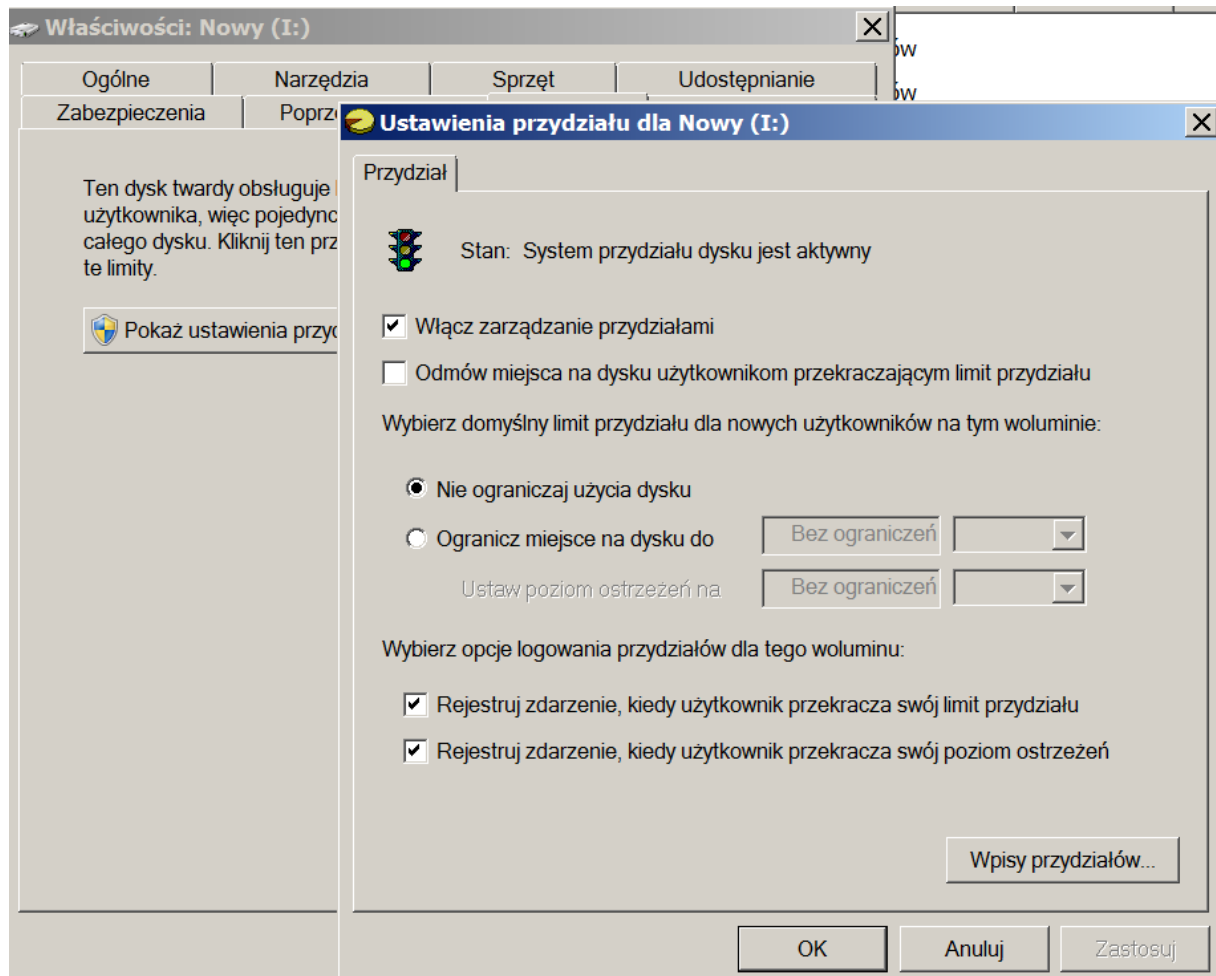 Właściwości: Nowy (I:)
ów
ów
Ogólne
Narzędzia
Sprzęt
Udostępnianie
Zabezpieczenia
Ustawienia przydziału dla Nowy (I:)
Przydział
Ten dysk twardy obsługuje
użytkownika, więc
całego dysku. Kliknij ten
te limity.
Pokaż ustawienia
Stan: System przydziału dysku jest aktywny
Włącz zarządzanie przydziałami
Odmów miejsca na dysku użytkownikom przekraczającym limit przydziału
Wybierz domyślny limit przydziału dla nowych użytkowników na tym woluminie:
Nie ograniczaj użycia dysku
Ogranicz miejsce na dysku do
Bez ograniczeń
Ustaw poziom ostrzeżeń na
Bez ograniczeń
Wybierz opcje logowania przydziałów dla tego woluminu:
Rejestruj zdarzenie, kiedy użytkownik przekracza swój limit przydziału
Rejestruj zdarzenie, kiedy użytkownik przekracza swój poziom ostrzeżeń
Wpisy przydziałów...
OK
Anuluj
Zastosuj